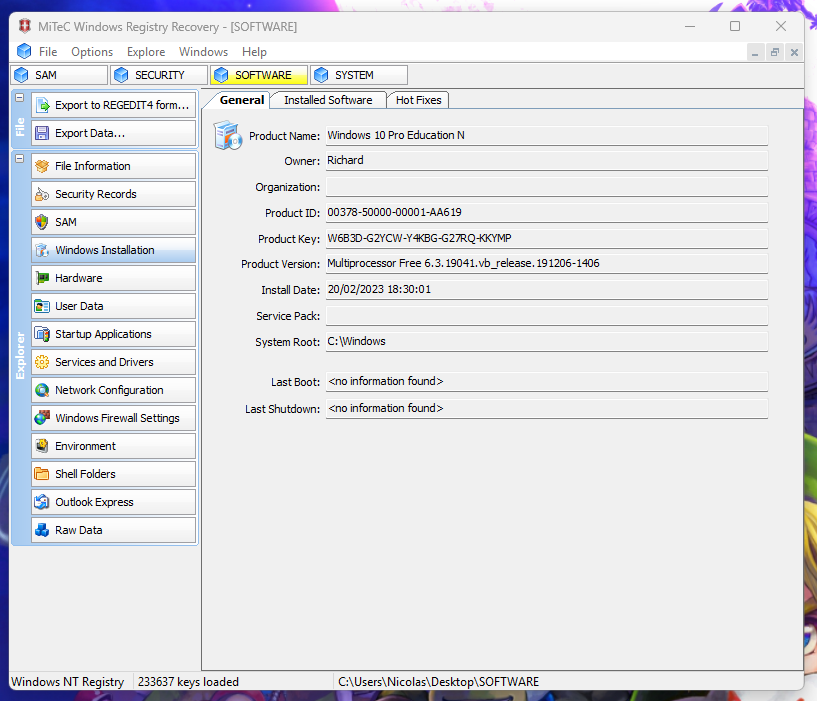 MiTeC Windows Registry Recovery - [SOFTWARE]
File Options Explore Windows Help
SAM SECURITY SOFTWARE SYSTEM
File
Export to REGEDIT4 form...
Export Data...
Explorer
File Information
Security Records
SAM
Windows Installation
Hardware
User Data
Startup Applications
Services and Drivers
Network Configuration
Windows Firewall Settings
Environment
Shell Folders
Outlook Express
Raw Data
General Installed Software Hot Fixes
Product Name: Windows 10 Pro Education N
Owner: Richard
Organization:
Product ID: 00378-50000-00001-AA619
Product Key: W6B3D-G2YCW-Y4KBG-G27RQ-KKYMP
Product Version: Multiprocessor Free 6.3.19041.vb_release.191206-1406
Install Date: 20/02/2023 18:30:01
Service Pack:
System Root: C:\Windows
Last Boot: <no information found>
Last Shutdown: <no information found>
Windows NT Registry 233637 keys loaded C:\Users\Nicolas\Desktop\SOFTWARE